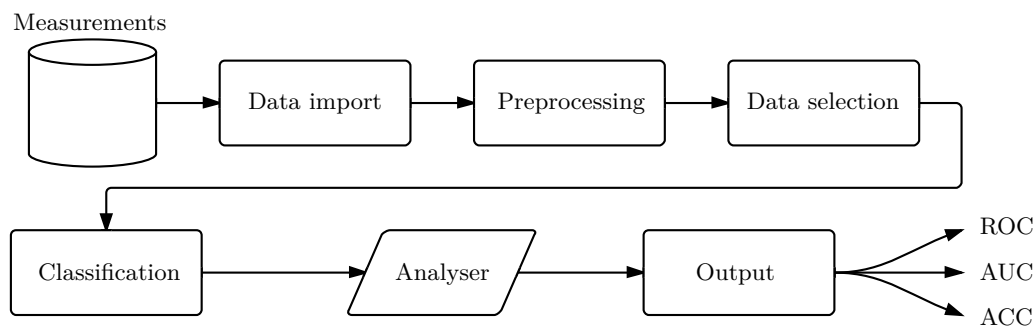 Measurements
Data import
Preprocessing
Data selection
Classification
Analyser
Output
ROC
AUC
ACC